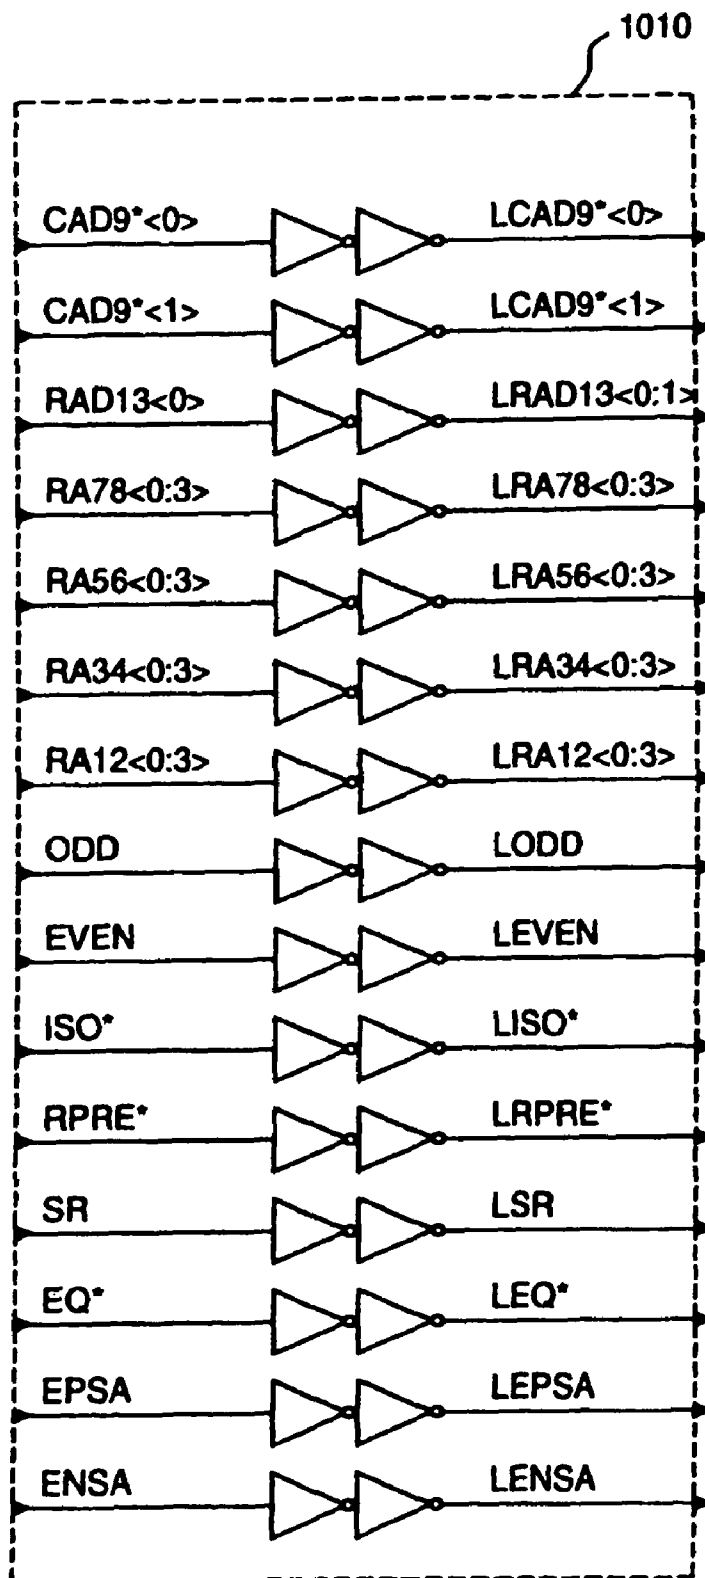 1010
CAD9*<0> LCAD9*<0>
CAD9*<1> LCAD9*<1>
RAD13<0> LRAD13<0:1>
RA78<0:3> LRA78<0:3>
RA56<0:3> LRA56<0:3>
RA34<0:3> LRA34<0:3>
RA12<0:3> LRA12<0:3>
ODD LODD
EVEN LEVEN
ISO* LISO*
RPRE* LRPRE*
SR LSR
EQ* LEQ*
EPSA LEPSA
ENSA LENSA